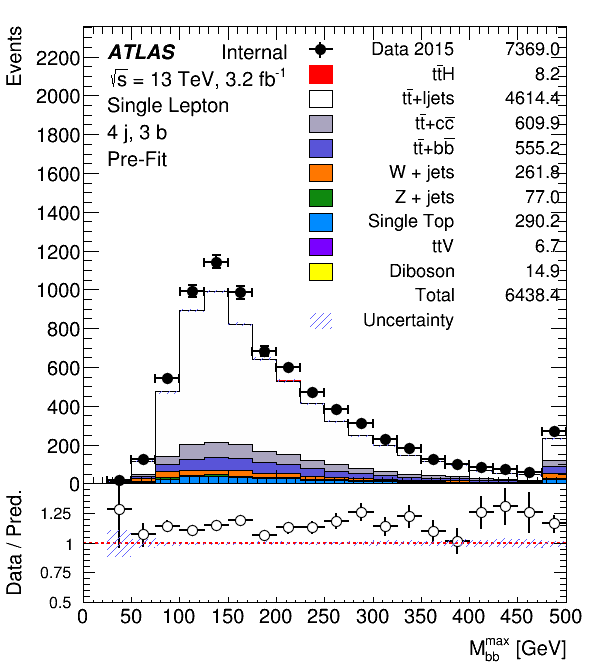 Events
2200
2000
1800
1600
1400
1200
1000
800
600
400
200
0
ATLAS Internal
√s = 13 TeV, 3.2 fb⁻¹
Single Lepton
4 j, 3 b
Pre-Fit
Data 2015 7369.0
tt̄H 8.2
tt̄+ljets 4614.4
tt̄+cc̄ 609.9
tt̄+bb̄ 555.2
W + jets 261.8
Z + jets 77.0
Single Top 290.2
ttV 6.7
Diboson 14.9
Total 6438.4
Uncertainty
Data / Pred.
1.25
1
0.75
0.5
0 50 100 150 200 250 300 350 400 450 500
M_bb^max [GeV]